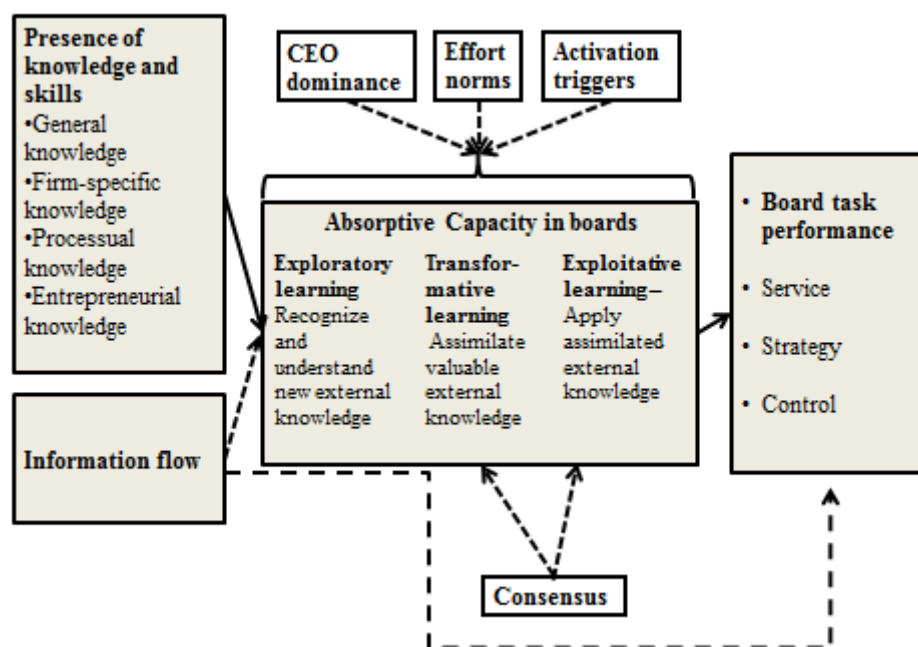 Presence of
knowledge and
skills
•General
knowledge
•Firm-specific
knowledge
•Processual
knowledge
•Entrepreneurial
knowledge
Information flow
CEO
dominance
Effort
norms
Activation
triggers
Absorptive Capacity in boards
Exploratory
learning
Recognize
and
understand
new external
knowledge
Transfor-
mative
learning
Assimilate
valuable
external
knowledge
Exploitative
learning–
Apply
assimilated
external
knowledge
Consensus
• Board task
performance
• Service
• Strategy
• Control